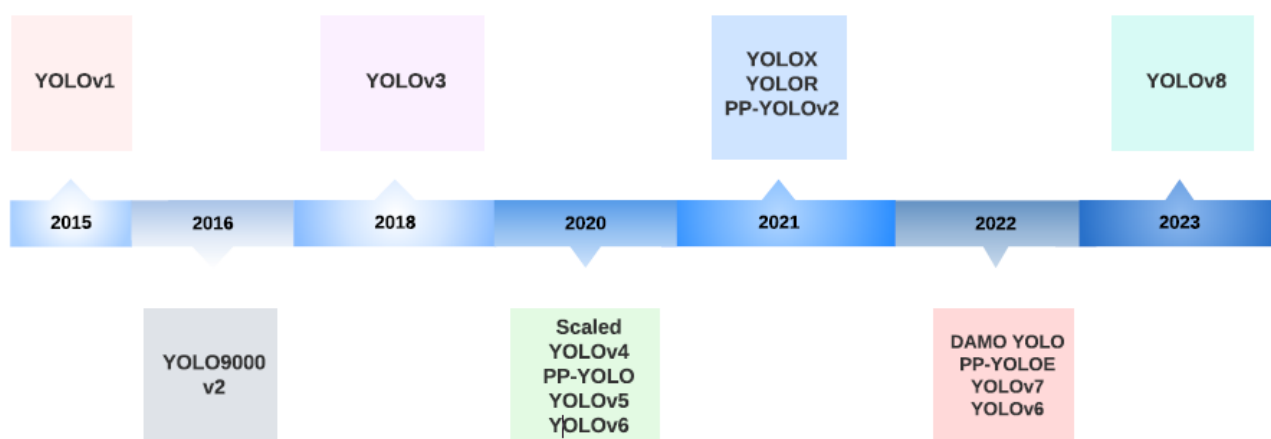 YOLOv1
YOLOv3
YOLOX
YOLOR
PP-YOLOv2
YOLOv8
2015
2016
2018
2020
2021
2022
2023
YOLO9000
v2
Scaled
YOLOv4
PP-YOLO
YOLOv5
YOLOv6
DAMO YOLO
PP-YOLOE
YOLOv7
YOLOv6